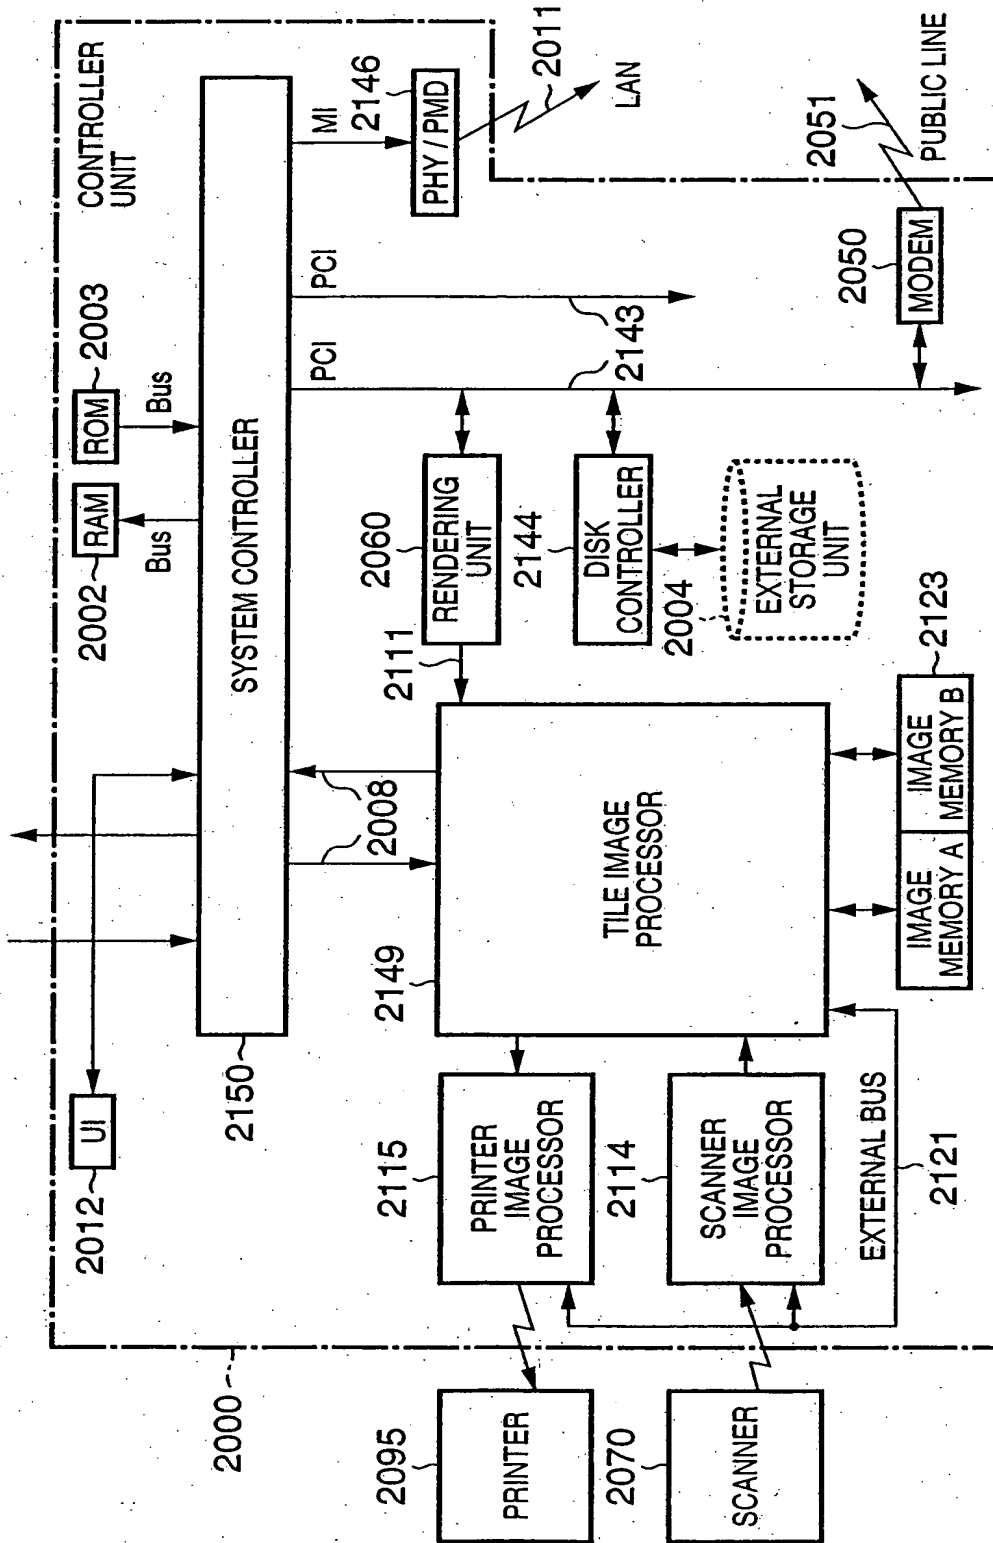 2000
CONTROLLER
UNIT
2012
UI
2002
RAM
Bus
2003
ROM
Bus
2150
SYSTEM CONTROLLER
2008
PCI
PCI
2143
MI
2146
PHY / PMD
2011
LAN
2095
PRINTER
2115
PRINTER
IMAGE
PROCESSOR
2149
TILE IMAGE
PROCESSOR
2111
2060
RENDERING
UNIT
2070
SCANNER
2114
SCANNER
IMAGE
PROCESSOR
2144
DISK
CONTROLLER
2004
EXTERNAL
STORAGE
UNIT
EXTERNAL BUS
2121
IMAGE
MEMORY A
IMAGE
MEMORY B
2123
2050
MODEM
2051
PUBLIC LINE